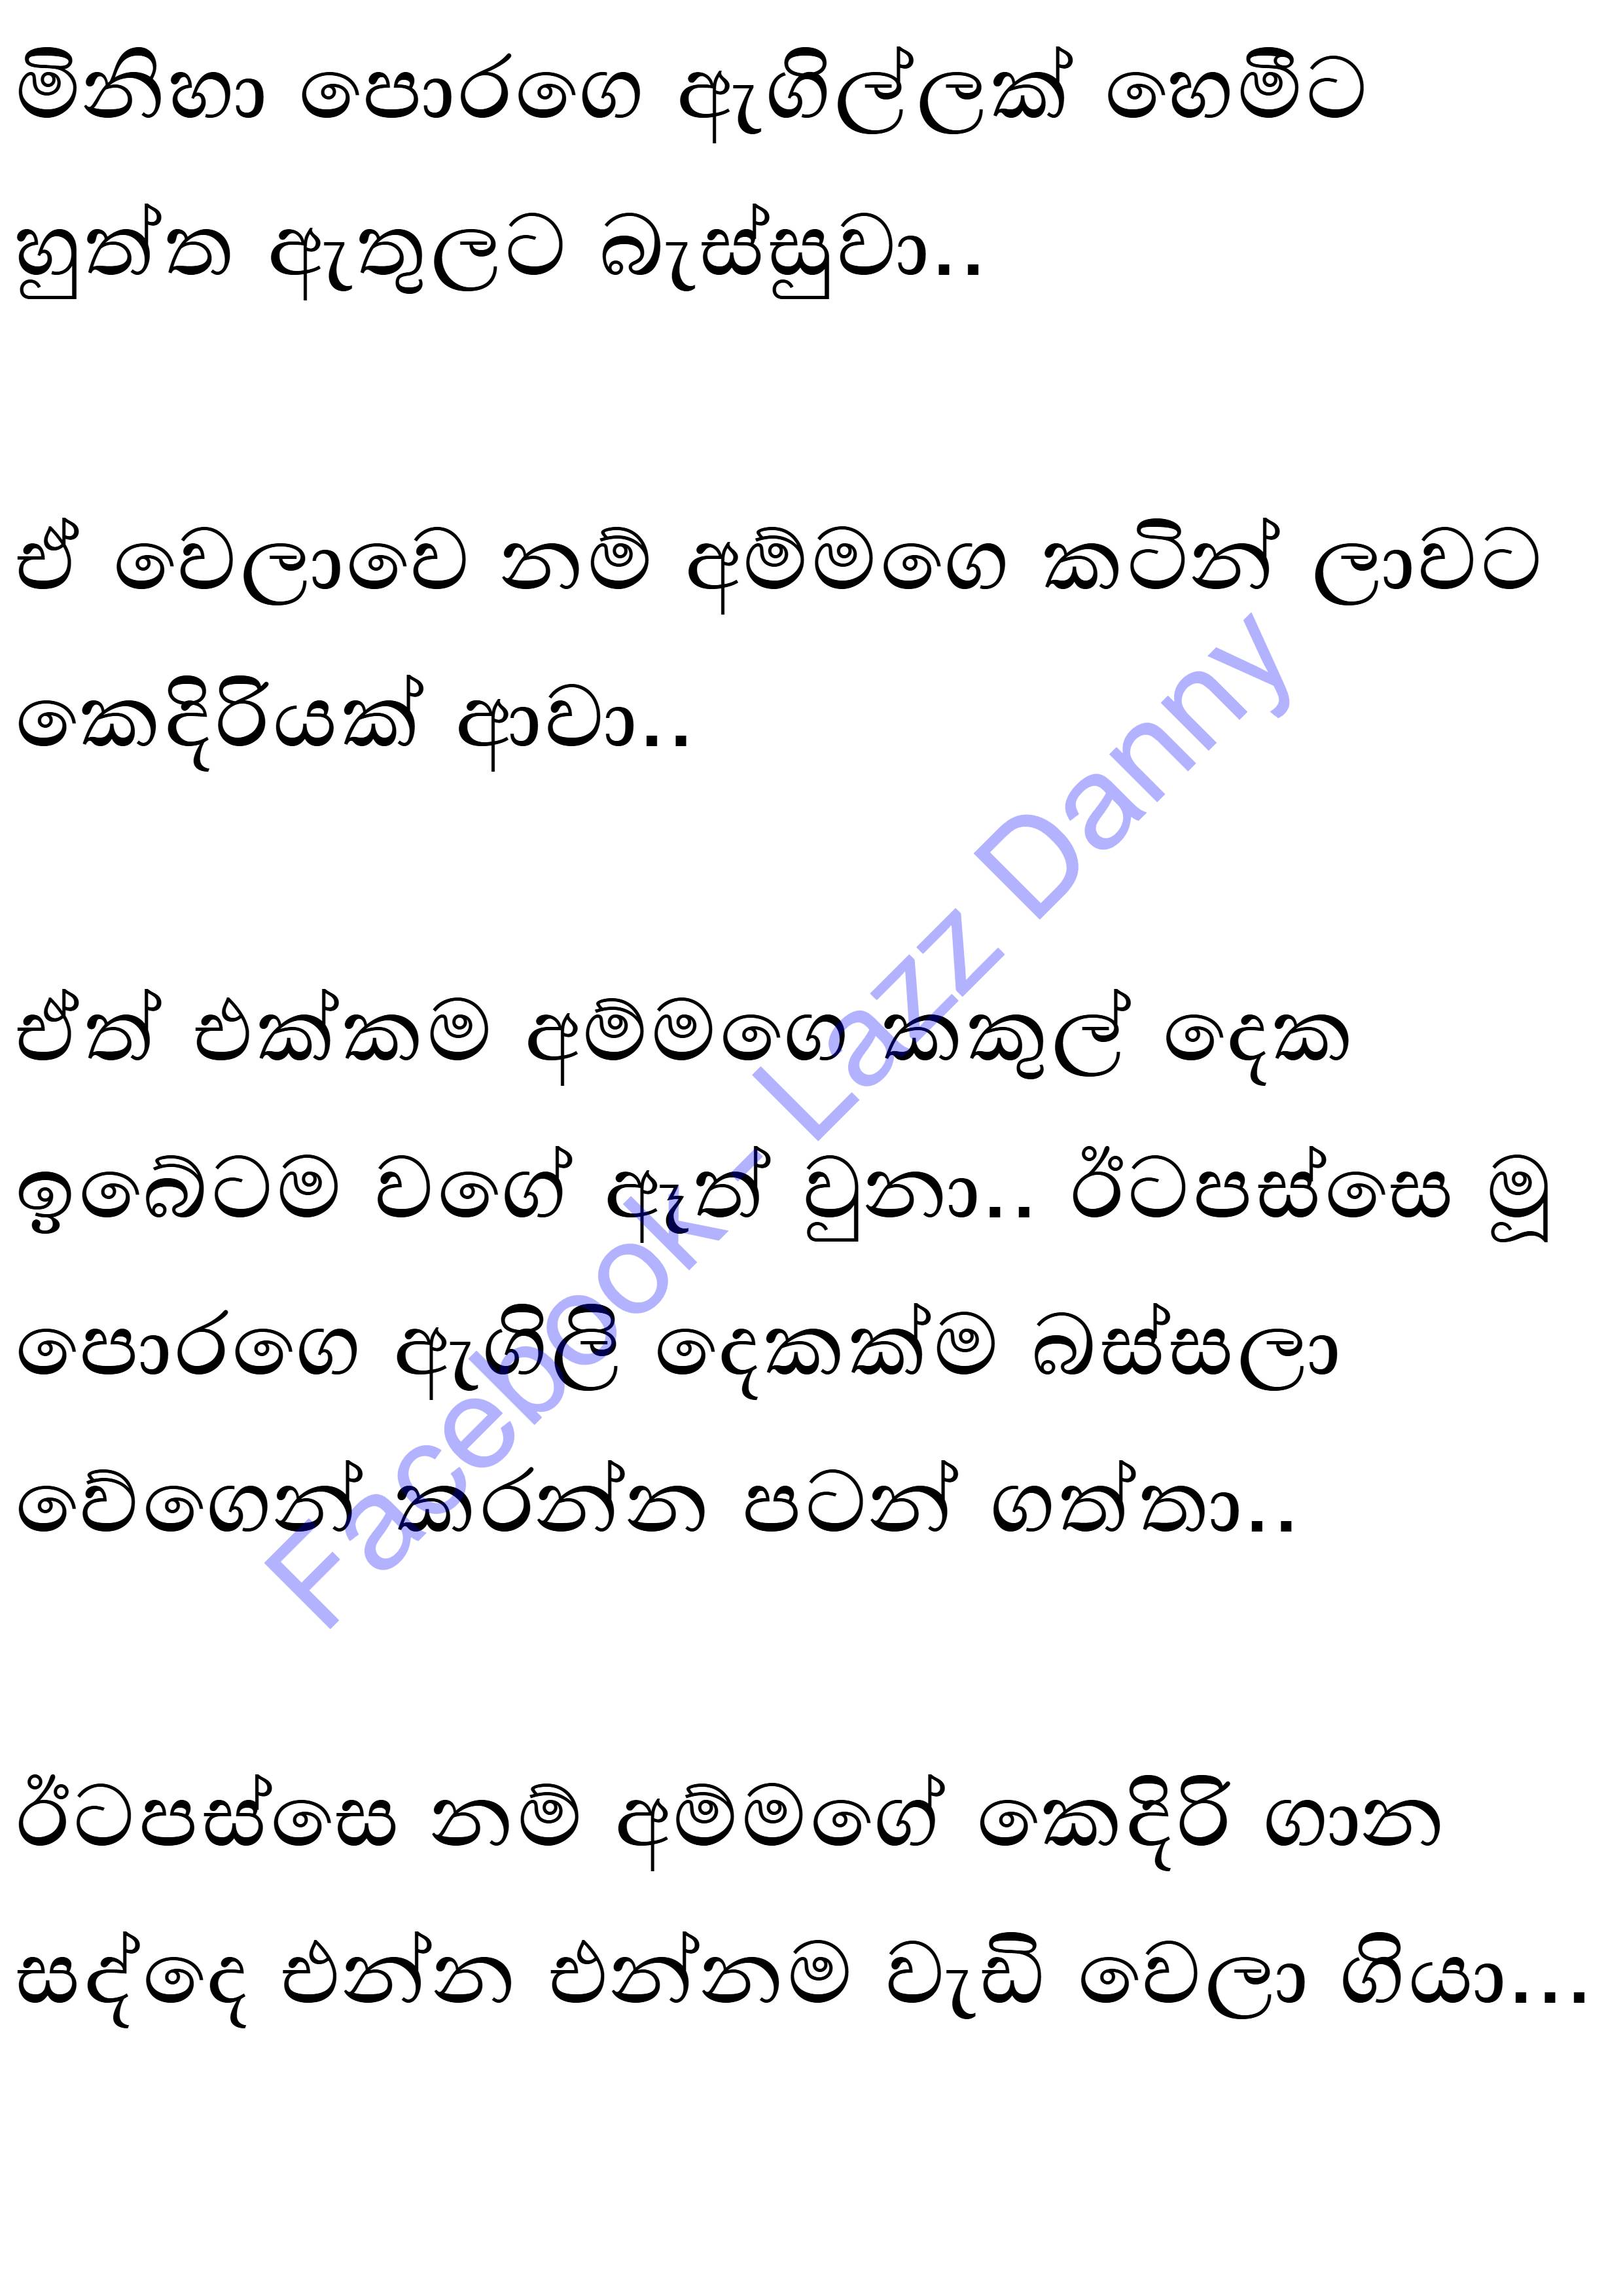 මිනිහා පොරගෙ ඇඟිල්ලක් හෙමීට
හුත්ත ඇතුලට බැස්සුවා..
ඒ වෙලාවෙ නම් අම්මගෙ කටින් ලාවට
කෙදිරියක් ආවා..
ඒත් එක්කම අම්මගෙ කකුල් දෙක
ඉබේටම වගේ ඈත් වුනා.. ඊටපස්සෙ මූ
පොරගෙ ඇඟිලි දෙකක්ම බස්සලා
වේගෙන් කරන්න පටන් ගත්තා..
ඊටපස්සෙ නම් අම්මගේ කෙදිරි ගාන
සද්දෙ එන්න එන්නම වැඩි වෙලා ගියා...
Facebook - Lazz Danny